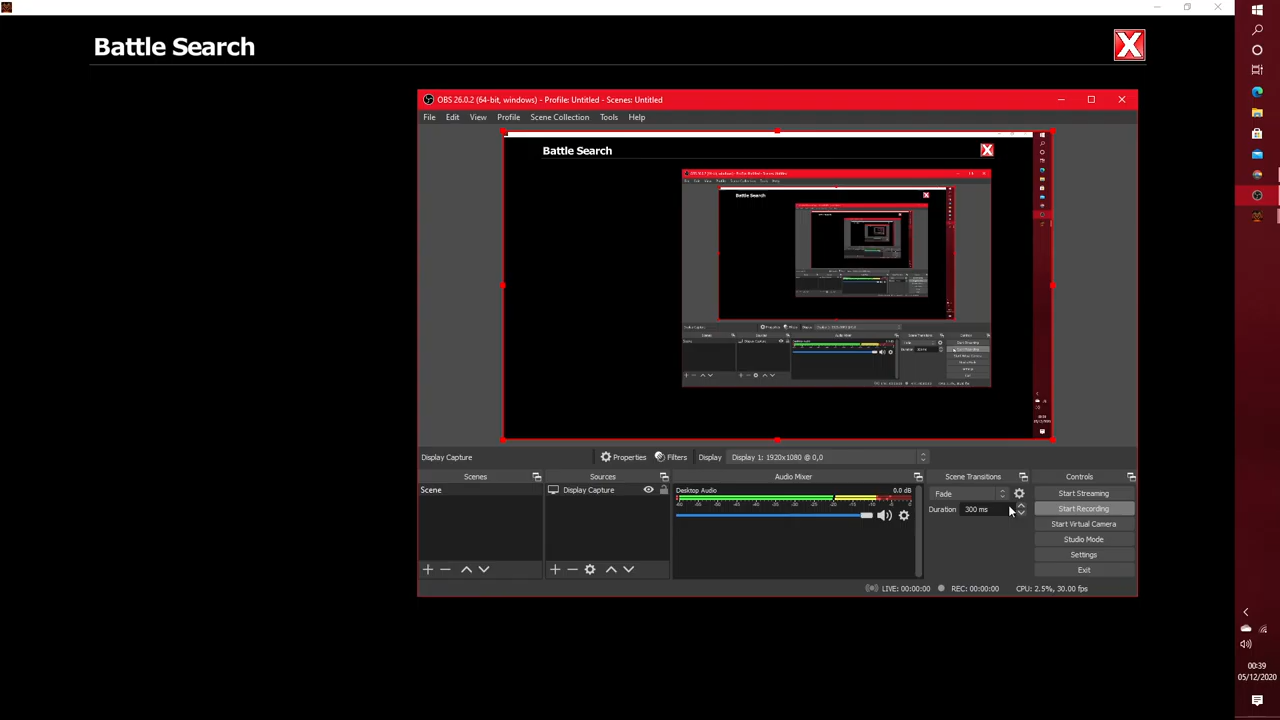 Battle Search
X
OBS 26.0.2 (64-bit, windows) - Profile: Untitled - Scenes: Untitled
File Edit View Profile Scene Collection Tools Help
Battle Search
X
Battle Search
X
Display Capture Properties Filters Display Display 1: 1920x1080 @ 0,0
Scenes Sources Audio Mixer Scene Transitions Controls
Scene
Display Capture
Desktop Audio 0.0 dB
Fade
Duration 300 ms
Start Streaming
Start Recording
Start Virtual Camera
Studio Mode
Settings
Exit
LIVE: 00:00:00 REC: 00:00:00 CPU: 2.5%, 30.00 fps
00:39
05/12/2020